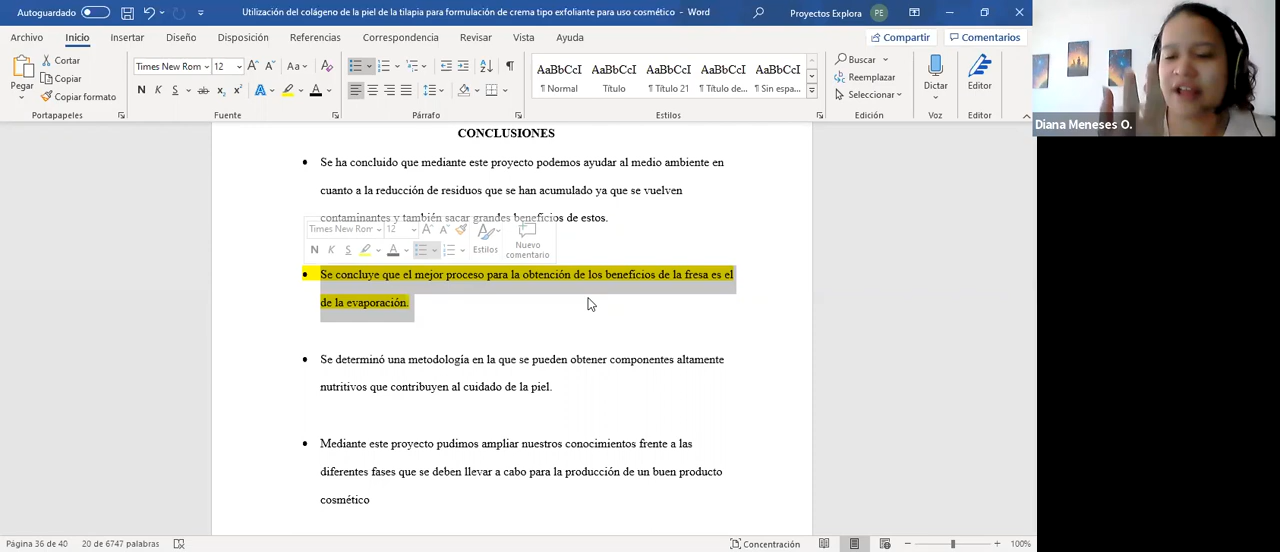 Autoguardado
Utilización del colágeno de la piel de la tilapia para formulación de crema tipo exfoliante para uso cosmético - Word
Proyectos Explora
PE
Archivo Inicio Insertar Diseño Disposición Referencias Correspondencia Revisar Vista Ayuda
Compartir Comentarios
Pegar
Cortar
Copiar
Copiar formato
Portapapeles
Times New Rom 12
N K S
Fuente
Párrafo
AaBbCcI AaBbCcI AaBbCcI AaBbCcI AaBbCcI
¶ Normal Título ¶ Título 21 ¶ Título de... ¶ Sin espa...
Estilos
Buscar
Reemplazar
Seleccionar
Edición
Dictar
Voz
Editor
Editor
Diana Meneses O.
CONCLUSIONES
• Se ha concluido que mediante este proyecto podemos ayudar al medio ambiente en
cuanto a la reducción de residuos que se han acumulado ya que se vuelven
contaminantes y también sacar grandes beneficios de estos.
Times New Rom 12
N K S
Estilos
Nuevo
comentario
• Se concluye que el mejor proceso para la obtención de los beneficios de la fresa es el
de la evaporación.
• Se determinó una metodología en la que se pueden obtener componentes altamente
nutritivos que contribuyen al cuidado de la piel.
• Mediante este proyecto pudimos ampliar nuestros conocimientos frente a las
diferentes fases que se deben llevar a cabo para la producción de un buen producto
cosmético
Página 36 de 40 20 de 6747 palabras
Concentración
100%